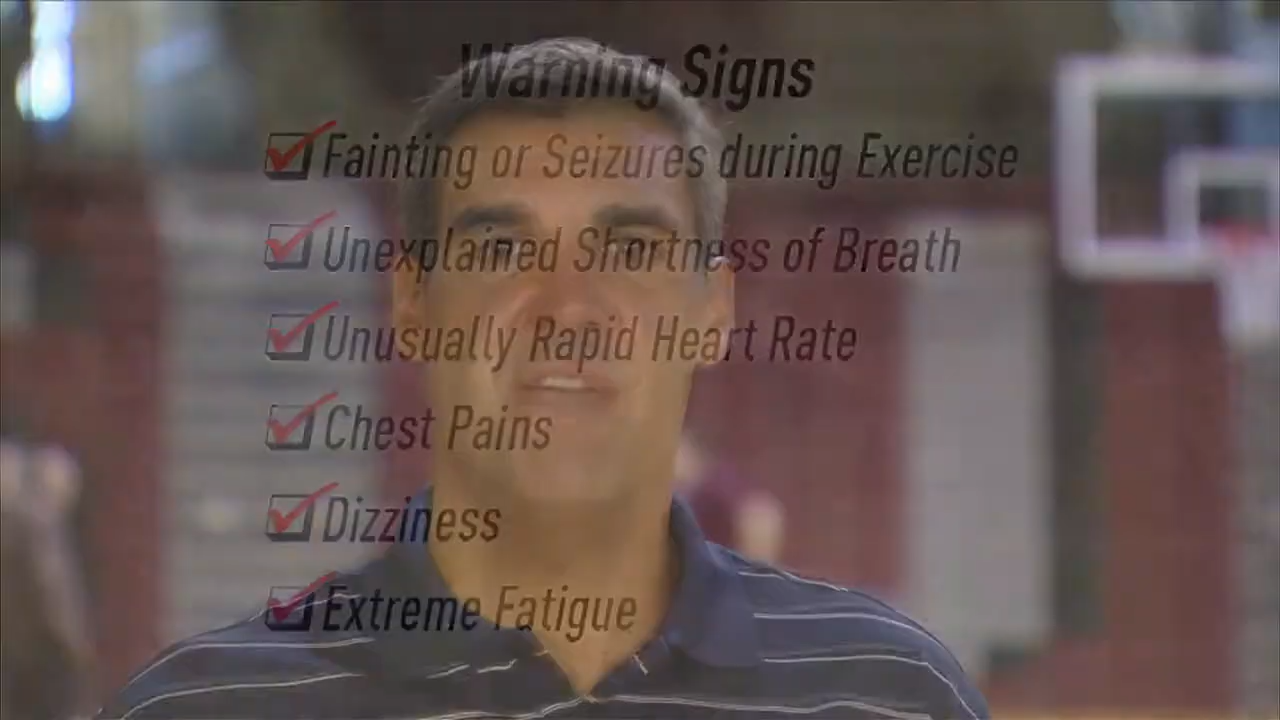 Warning Signs
Fainting or Seizures during Exercise
Unexplained Shortness of Breath
Unusually Rapid Heart Rate
Chest Pains
Dizziness
Extreme Fatigue